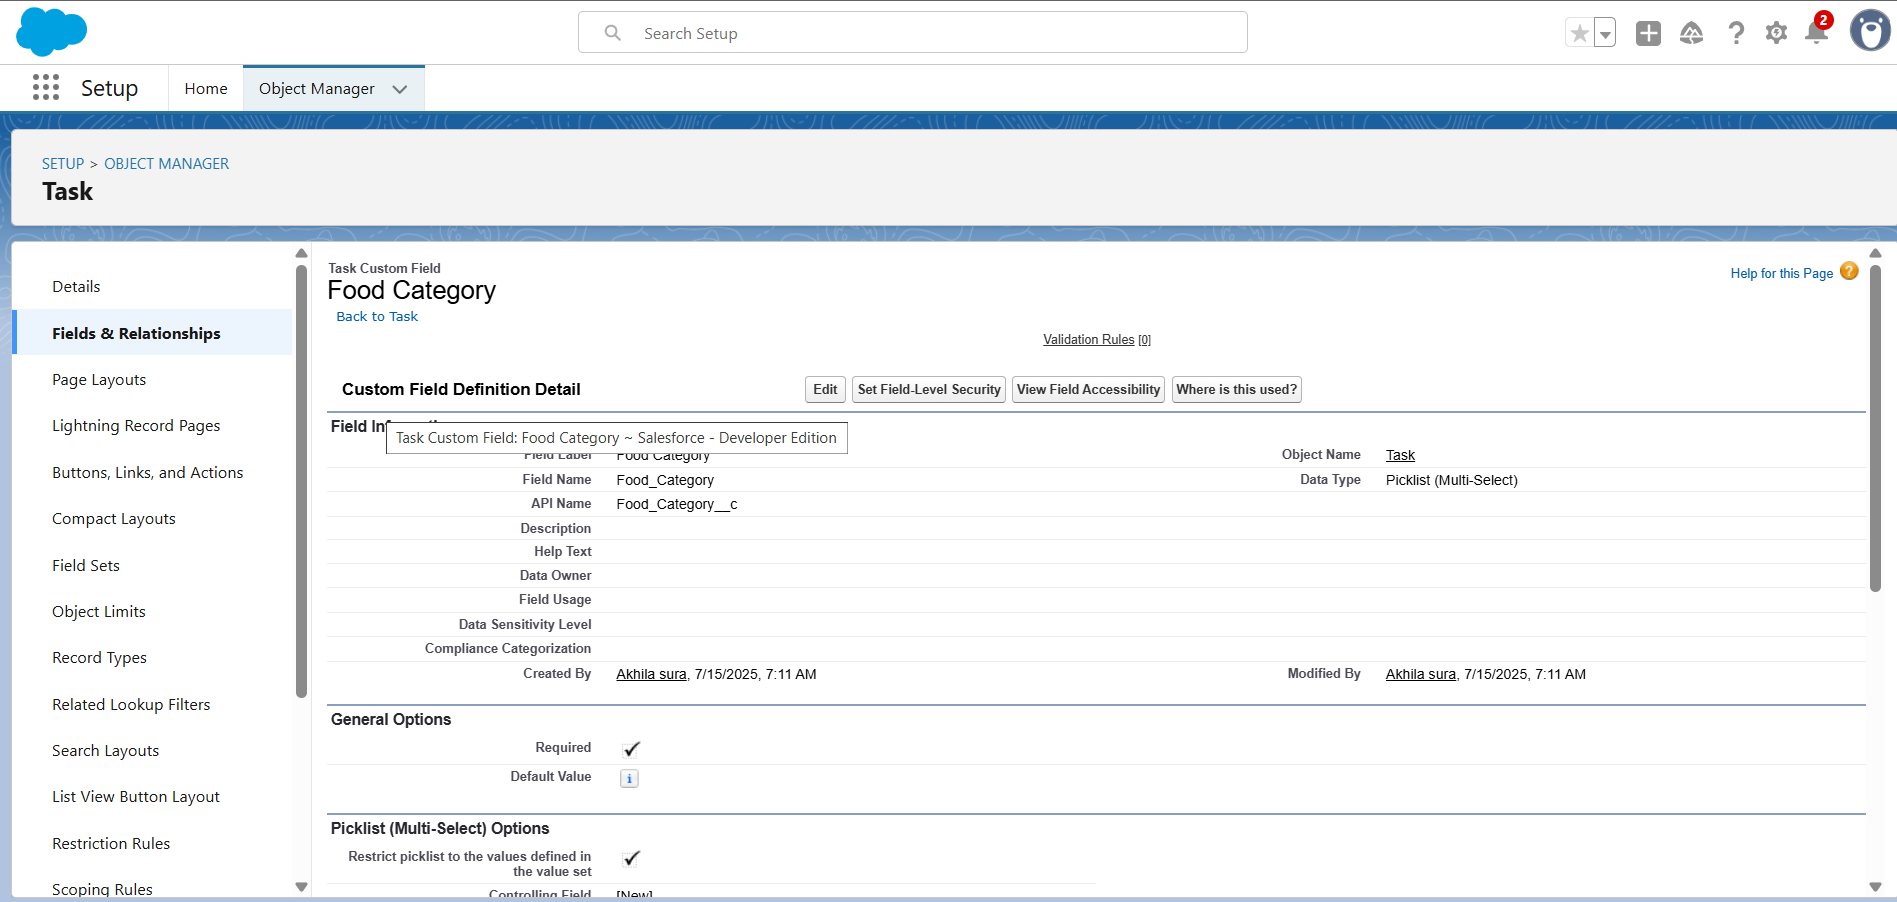 Search Setup
2
Setup
Home
Object Manager
SETUP > OBJECT MANAGER
Task
Details
Fields & Relationships
Page Layouts
Lightning Record Pages
Buttons, Links, and Actions
Compact Layouts
Field Sets
Object Limits
Record Types
Related Lookup Filters
Search Layouts
List View Button Layout
Restriction Rules
Scoping Rules
Task Custom Field
Food Category
Back to Task
Help for this Page
Validation Rules [0]
Custom Field Definition Detail
Edit
Set Field-Level Security
View Field Accessibility
Where is this used?
Field
Task Custom Field: Food Category ~ Salesforce - Developer Edition
Field Label Food Category
Object Name Task
Field Name Food_Category
Data Type Picklist (Multi-Select)
API Name Food_Category__c
Description
Help Text
Data Owner
Field Usage
Data Sensitivity Level
Compliance Categorization
Created By Akhila sura, 7/15/2025, 7:11 AM
Modified By Akhila sura, 7/15/2025, 7:11 AM
General Options
Required
Default Value
Picklist (Multi-Select) Options
Restrict picklist to the values defined in
the value set
Controlling Field [New]